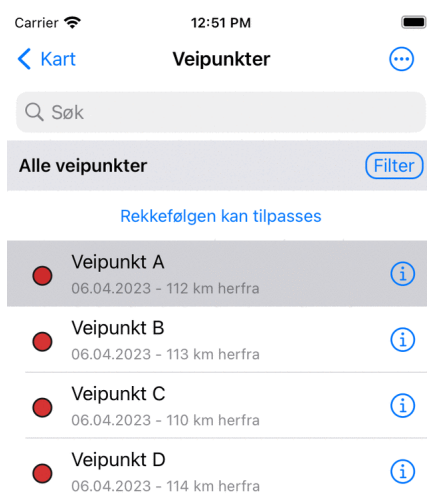 Carrier 12:51 PM
Kart Veipunkter
Søk
Alle veipunkter Filter
Rekkefølgen kan tilpasses
Veipunkt A
06.04.2023 - 112 km herfra
Veipunkt B
06.04.2023 - 113 km herfra
Veipunkt C
06.04.2023 - 110 km herfra
Veipunkt D
06.04.2023 - 114 km herfra